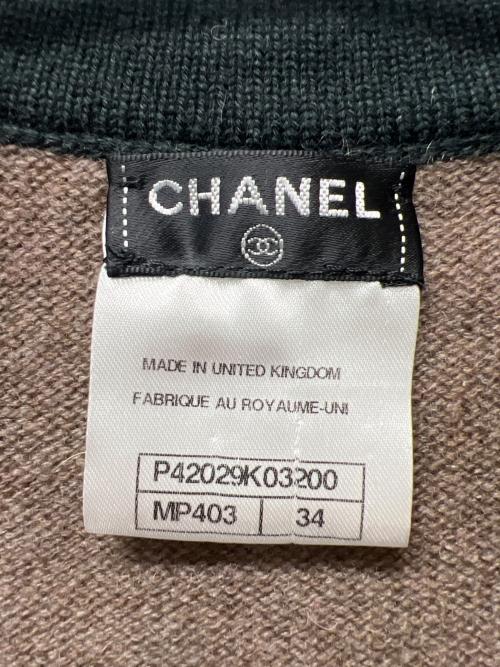 CHANEL
MADE IN UNITED KINGDOM
FABRIQUE AU ROYAUME-UNI
P42029K03200
MP403 34